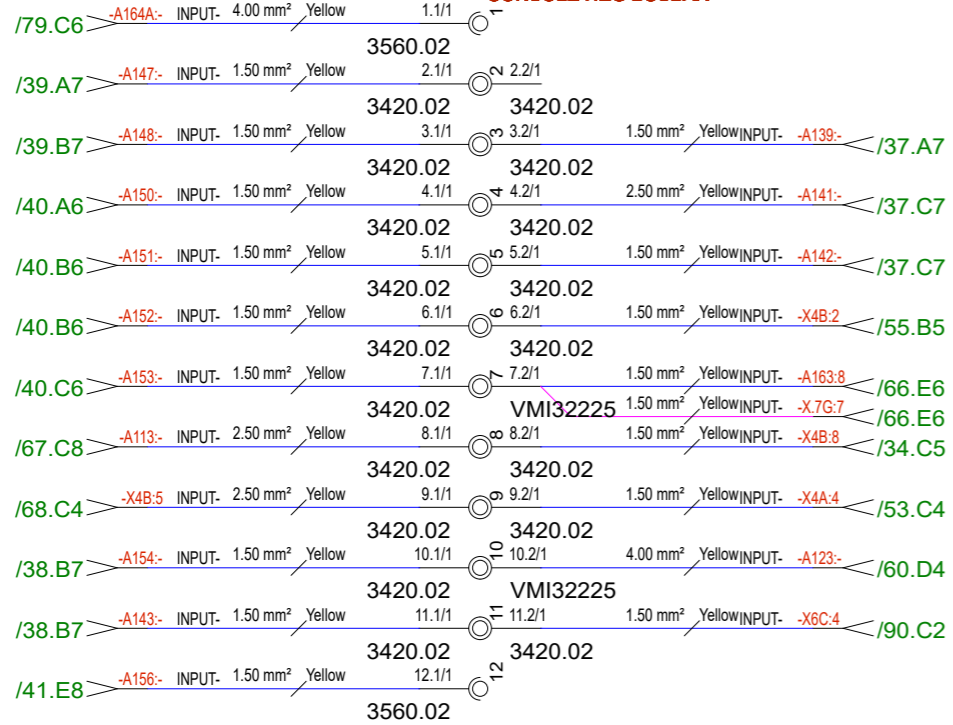 /79.C6 -A164A:- INPUT- 4.00 mm² Yellow 1.1/1 1
3560.02
/39.A7 -A147:- INPUT- 1.50 mm² Yellow 2.1/1 2 2.2/1
3420.02 3420.02
/39.B7 -A148:- INPUT- 1.50 mm² Yellow 3.1/1 3 3.2/1 1.50 mm² Yellow INPUT- -A139:- /37.A7
3420.02 3420.02
/40.A6 -A150:- INPUT- 1.50 mm² Yellow 4.1/1 4 4.2/1 2.50 mm² Yellow INPUT- -A141:- /37.C7
3420.02 3420.02
/40.B6 -A151:- INPUT- 1.50 mm² Yellow 5.1/1 5 5.2/1 1.50 mm² Yellow INPUT- -A142:- /37.C7
3420.02 3420.02
/40.B6 -A152:- INPUT- 1.50 mm² Yellow 6.1/1 6 6.2/1 1.50 mm² Yellow INPUT- -X4B:2 /55.B5
3420.02 3420.02
/40.C6 -A153:- INPUT- 1.50 mm² Yellow 7.1/1 7 7.2/1 1.50 mm² Yellow INPUT- -A163:8 /66.E6
3420.02 VMI32225 1.50 mm² Yellow INPUT- -X.7G:7 /66.E6
/67.C8 -A113:- INPUT- 2.50 mm² Yellow 8.1/1 8 8.2/1 1.50 mm² Yellow INPUT- -X4B:8 /34.C5
3420.02 3420.02
/68.C4 -X4B:5 INPUT- 2.50 mm² Yellow 9.1/1 9 9.2/1 1.50 mm² Yellow INPUT- -X4A:4 /53.C4
3420.02 3420.02
/38.B7 -A154:- INPUT- 1.50 mm² Yellow 10.1/1 10 10.2/1 4.00 mm² Yellow INPUT- -A123:- /60.D4
3420.02 VMI32225
/38.B7 -A143:- INPUT- 1.50 mm² Yellow 11.1/1 11 11.2/1 1.50 mm² Yellow INPUT- -X6C:4 /90.C2
3420.02 3420.02
/41.E8 -A156:- INPUT- 1.50 mm² Yellow 12.1/1 12
3560.02